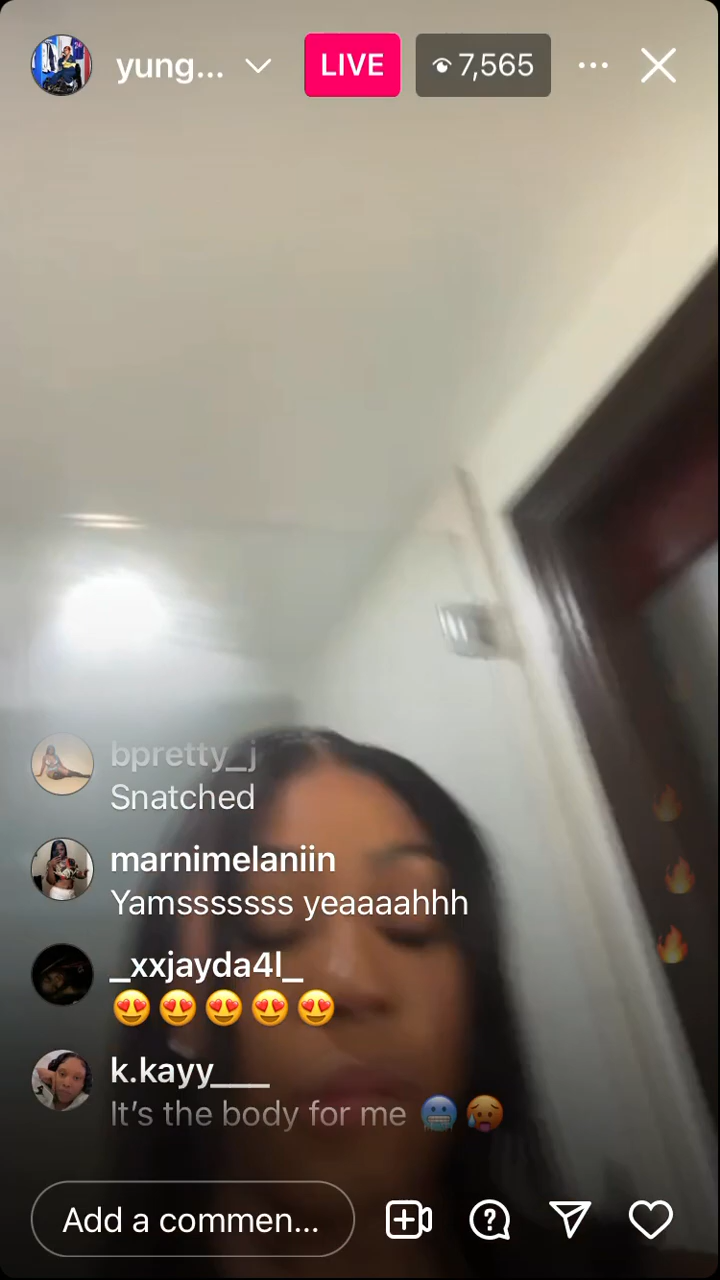 yung...
LIVE
7,565
bpretty_j
Snatched
marnimelaniin
Yamsssssss yeaaaahhh
_xxjayda4l_
😍😍😍😍😍
k.kayy___
It’s the body for me 🥶🥵
Add a commen...